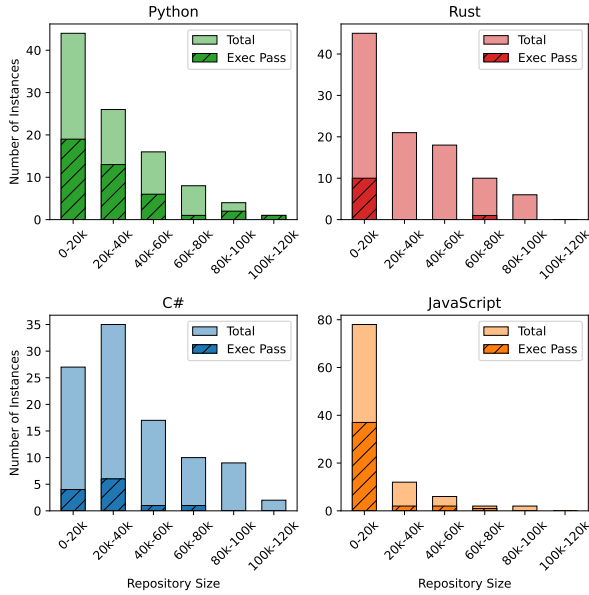 Python
Rust
Number of Instances
40
30
20
10
0
Total
Exec Pass
0-20k
20k-40k
40k-60k
60k-80k
80k-100k
100k-120k
40
30
20
10
0
Total
Exec Pass
0-20k
20k-40k
40k-60k
60k-80k
80k-100k
100k-120k
C#
JavaScript
Number of Instances
35
30
25
20
15
10
5
0
Total
Exec Pass
0-20k
20k-40k
40k-60k
60k-80k
80k-100k
100k-120k
Repository Size
80
60
40
20
0
Total
Exec Pass
0-20k
20k-40k
40k-60k
60k-80k
80k-100k
100k-120k
Repository Size